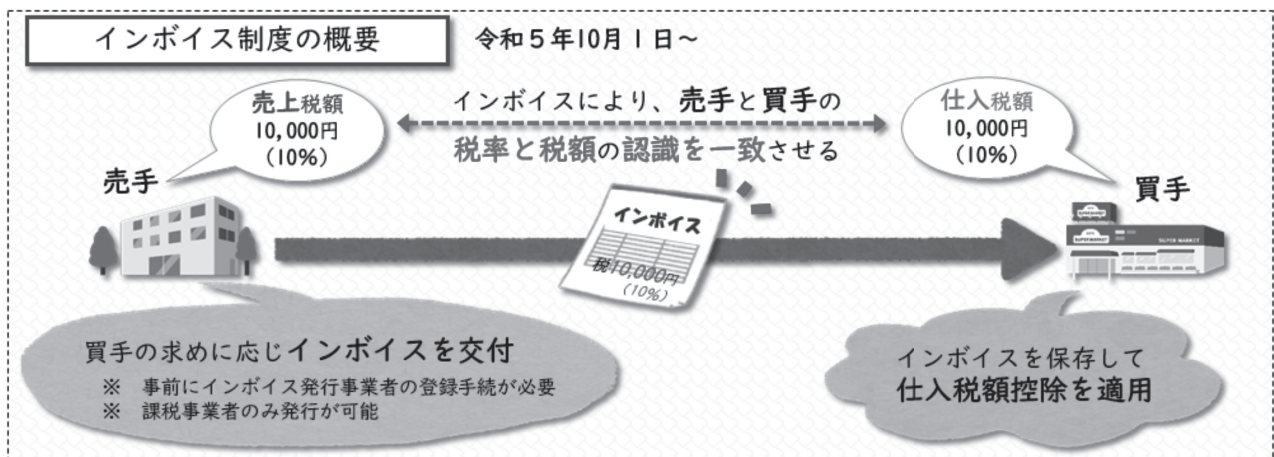 インボイス制度の概要
令和5年10月1日~
売上税額
10,000円
(10%)
インボイスにより、売手と買手の
税率と税額の認識を一致させる
仕入税額
10,000円
(10%)
売手
買手
インボイス
税10,000円
(10%)
SUPER MARKET
SUPER MARKET
SUPER MARKET
買手の求めに応じインボイスを交付
※ 事前にインボイス発行事業者の登録手続が必要
※ 課税事業者のみ発行が可能
インボイスを保存して
仕入税額控除を適用